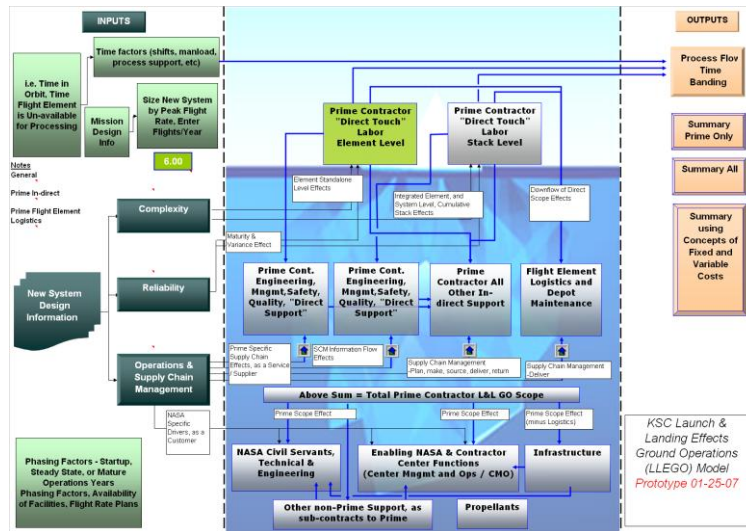 INPUTS
OUTPUTS
Time factors (shifts, manload,
process support, etc)
i.e. Time in
Orbit, Time
Flight Element
is Un-available
for Processing
Mission
Design
Info
Size New System
by Peak Flight
Rate. Enter
Flights/Year
6.00
Notes
General
Prime In-direct
Prime Flight Element
Logistics
Complexity
Reliability
New System
Design
Information
Operations &
Supply Chain
Management
Phasing Factors - Startup,
Steady State, or Mature
Operations Years
Phasing Factors, Availability
of Facilities, Flight Rate Plans
Prime Contractor
"Direct Touch"
Labor
Element Level
Prime Contractor
"Direct Touch"
Labor
Stack Level
Element Standalone
Level Effects
Integrated Element, and
System Level, Cumulative
Stack Effects
Downflow of Direct
Scope Effects
Maturity &
Variance Effect
Prime Cont.
Engineering,
Mngmt,Safety,
Quality, "Direct
Support"
Prime Cont.
Engineering,
Mngmt,Safety,
Quality, "Direct
Support"
Prime
Contractor All
Other In-
direct Support
Flight Element
Logistics and
Depot
Maintenance
Prime Specific
Supply Chain
Effects, as a Service
/ Supplier
SCM Information Flow
Effects
Supply Chain Management
-Plan, make, source, deliver, return
Supply Chain Management
-Deliver
Above Sum = Total Prime Contractor L&L GO Scope
NASA
Specific
Drivers, as a
Customer
Prime Scope Effect
Prime Scope Effect
Prime Scope Effect
(minus Logistics)
NASA Civil Servants,
Technical &
Engineering
Enabling NASA & Contractor
Center Functions
(Center Mgmt and Ops / CMO)
Infrastructure
Other non-Prime Support, as
sub-contracts to Prime
Propellants
Process Flow
Time
Banding
Summary
Prime Only
Summary All
Summary
using
Concepts of
Fixed and
Variable
Costs
KSC Launch &
Landing Effects
Ground Operations
(LLEGO) Model
Prototype 01-25-07